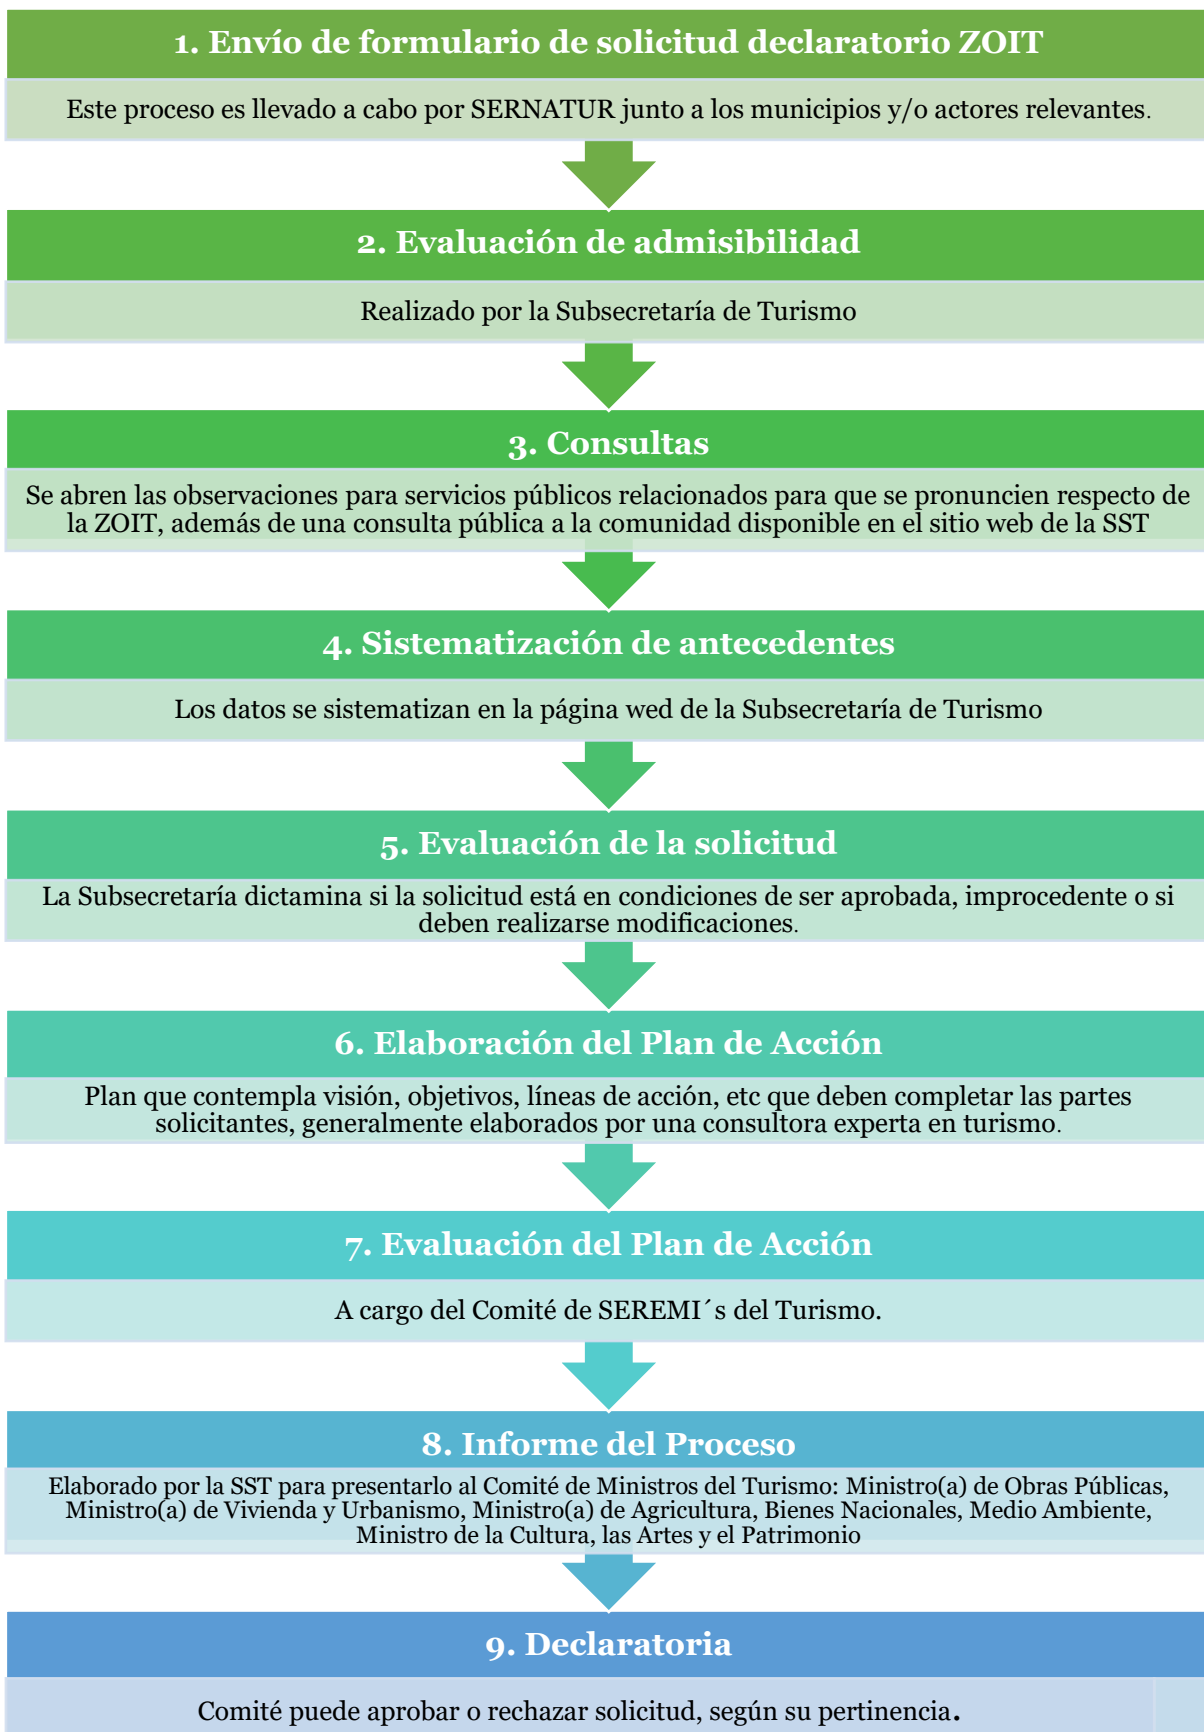 1. Envío de formulario de solicitud declaratorio ZOIT
Este proceso es llevado a cabo por SERNATUR junto a los municipios y/o actores relevantes.
2. Evaluación de admisibilidad
Realizado por la Subsecretaría de Turismo
3. Consultas
Se abren las observaciones para servicios públicos relacionados para que se pronuncien respecto de
la ZOIT, además de una consulta pública a la comunidad disponible en el sitio web de la SST
4. Sistematización de antecedentes
Los datos se sistematizan en la página wed de la Subsecretaría de Turismo
5. Evaluación de la solicitud
La Subsecretaría dictamina si la solicitud está en condiciones de ser aprobada, improcedente o si
deben realizarse modificaciones.
6. Elaboración del Plan de Acción
Plan que contempla visión, objetivos, líneas de acción, etc que deben completar las partes
solicitantes, generalmente elaborados por una consultora experta en turismo.
7. Evaluación del Plan de Acción
A cargo del Comité de SEREMI´s del Turismo.
8. Informe del Proceso
Elaborado por la SST para presentarlo al Comité de Ministros del Turismo: Ministro(a) de Obras Públicas,
Ministro(a) de Vivienda y Urbanismo, Ministro(a) de Agricultura, Bienes Nacionales, Medio Ambiente,
Ministro de la Cultura, las Artes y el Patrimonio
9. Declaratoria
Comité puede aprobar o rechazar solicitud, según su pertinencia.